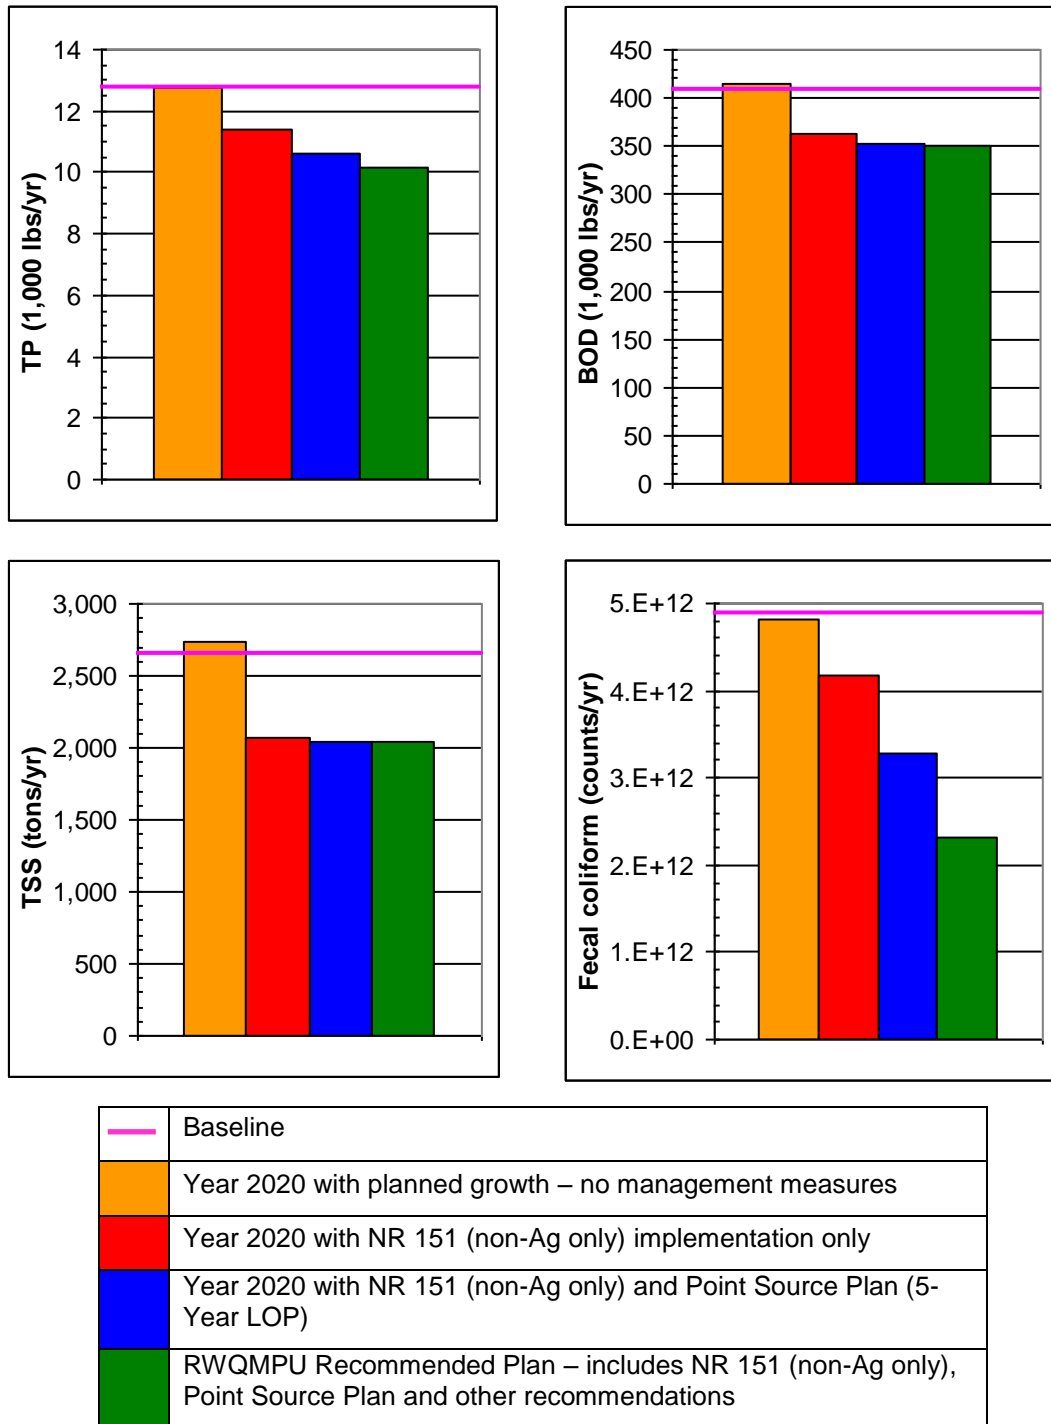 14
12
10
8
6
4
2
0
TP (1,000 lbs/yr)
450
400
350
300
250
200
150
100
50
0
BOD (1,000 lbs/yr)
3,000
2,500
2,000
1,500
1,000
500
0
TSS (tons/yr)
5.E+12
4.E+12
3.E+12
2.E+12
1.E+12
0.E+00
Fecal coliform (counts/yr)
Baseline
Year 2020 with planned growth – no management measures
Year 2020 with NR 151 (non-Ag only) implementation only
Year 2020 with NR 151 (non-Ag only) and Point Source Plan (5-
Year LOP)
RWQMPU Recommended Plan – includes NR 151 (non-Ag only),
Point Source Plan and other recommendations